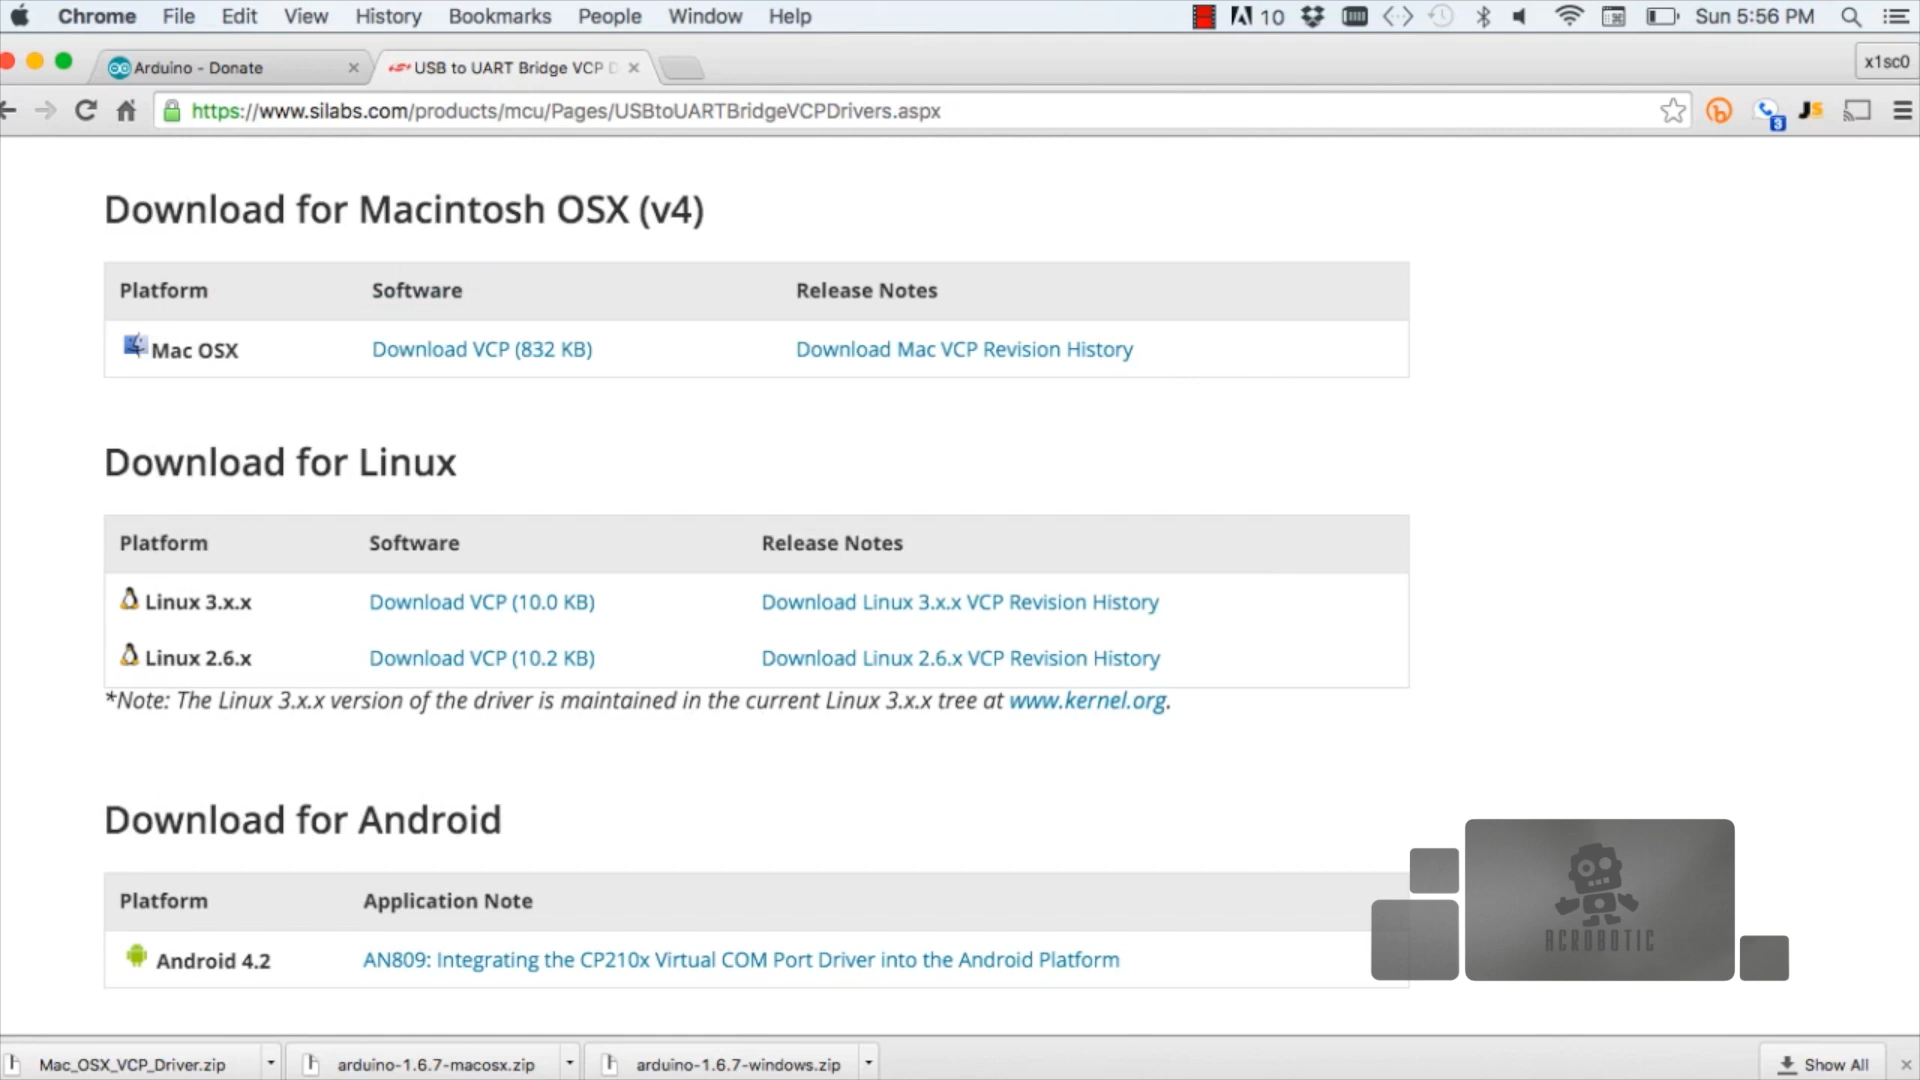 Chrome File Edit View History Bookmarks People Window Help 10 Sun 5:56 PM
Arduino - Donate USB to UART Bridge VCP D x1sc0
https://www.silabs.com/products/mcu/Pages/USBtoUARTBridgeVCPDrivers.aspx 3 JS
Download for Macintosh OSX (v4)
Platform Software Release Notes
Mac OSX Download VCP (832 KB) Download Mac VCP Revision History
Download for Linux
Platform Software Release Notes
Linux 3.x.x Download VCP (10.0 KB) Download Linux 3.x.x VCP Revision History
Linux 2.6.x Download VCP (10.2 KB) Download Linux 2.6.x VCP Revision History
*Note: The Linux 3.x.x version of the driver is maintained in the current Linux 3.x.x tree at www.kernel.org.
Download for Android
Platform Application Note
Android 4.2 AN809: Integrating the CP210x Virtual COM Port Driver into the Android Platform
ACROBOTIC
Mac_OSX_VCP_Driver.zip arduino-1.6.7-macosx.zip arduino-1.6.7-windows.zip Show All